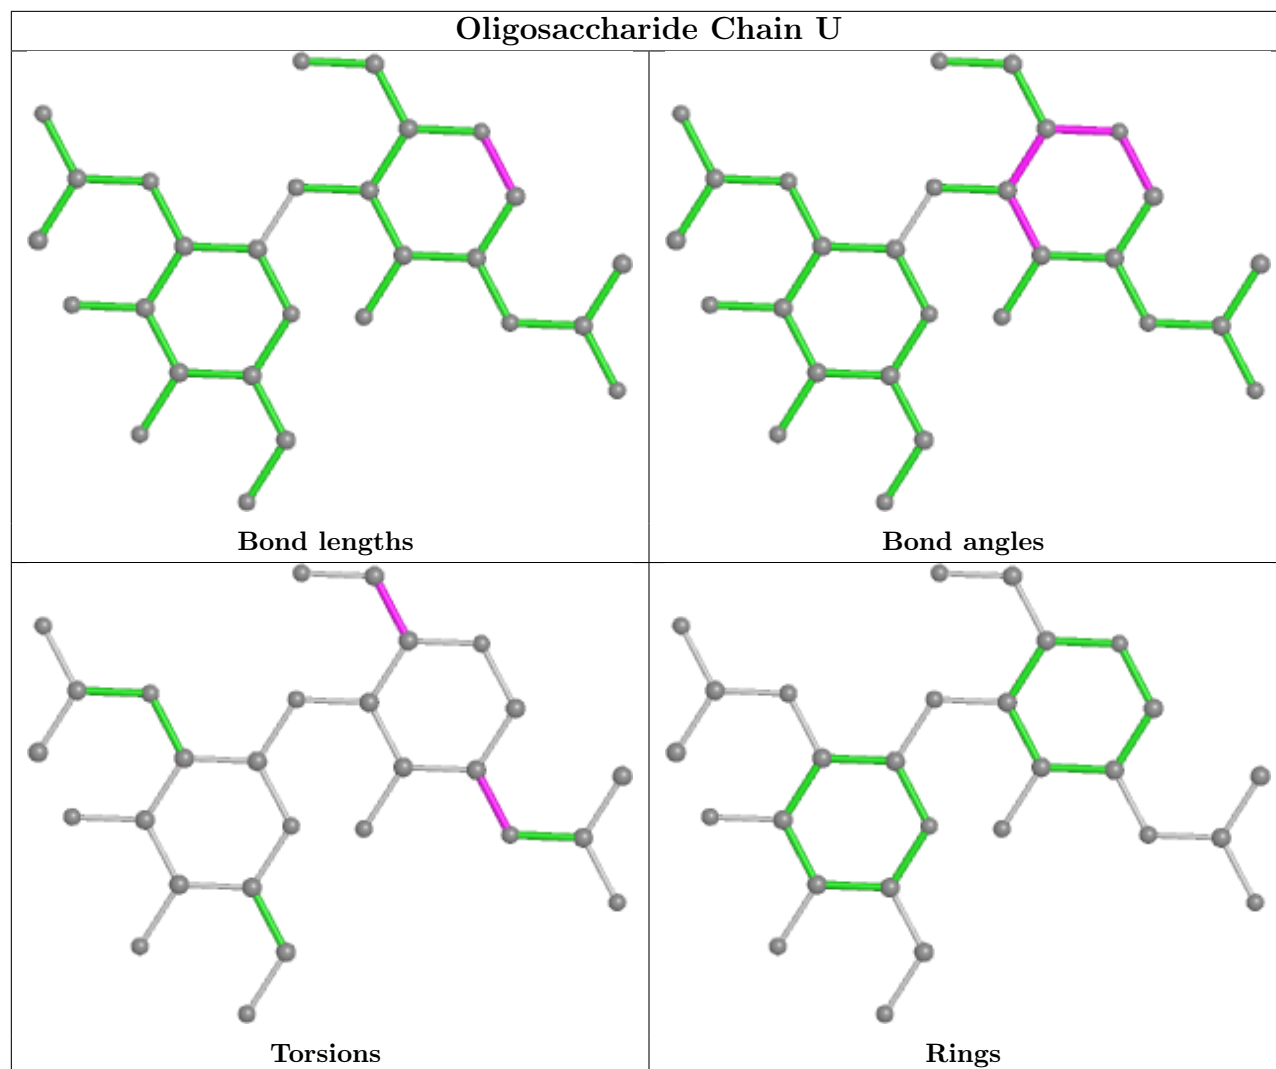 Oligosaccharide Chain U
Bond lengths
Bond angles
Torsions
Rings